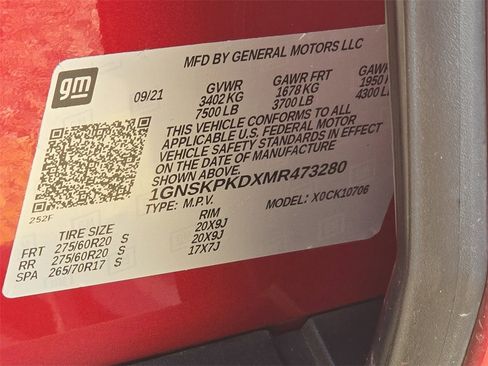 gm
MFD BY GENERAL MOTORS LLC
09/21 GVWR GAWR FRT GAW
3402 KG 1678 KG 1950
7500 LB 3700 LB 4300 L
THIS VEHICLE CONFORMS TO ALL
APPLICABLE U.S. FEDERAL MOTOR
VEHICLE SAFETY STANDARDS IN EFFECT
ON THE DATE OF MANUFACTURE
SHOWN ABOVE.
1GNSKPKDXMR473280
TYPE: M.P.V. MODEL: X0CK10706
252F
TIRE SIZE RIM
FRT 275/60R20 S 20X9J
RR 275/60R20 S 20X9J
SPA 265/70R17 S 17X7J